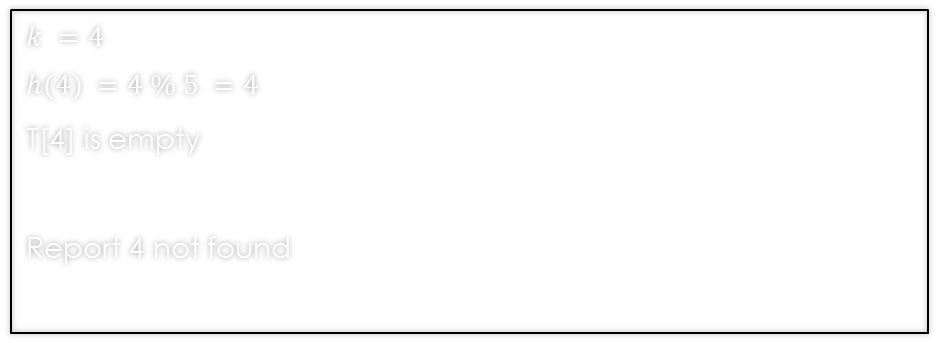 k = 4
h(4) = 4 % 5 = 4
T[4] is empty
Report 4 not found